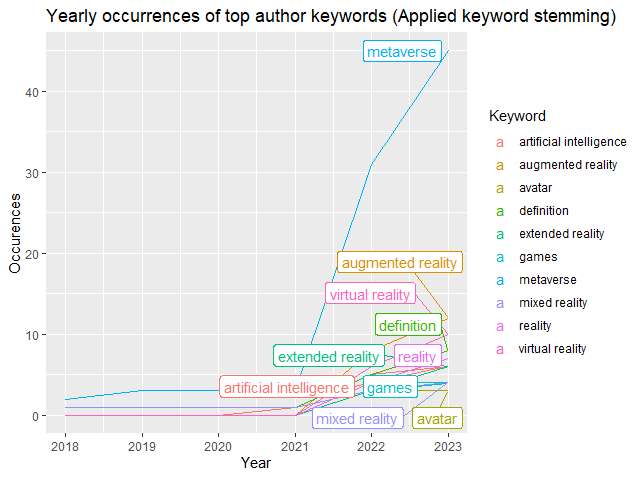 Yearly occurrences of top author keywords (Applied keyword stemming)
metaverse
augmented reality
virtual reality
definition
extended reality
reality
artificial intelligence
games
mixed reality
avatar
40
30
20
10
0
Occurences
2018
2019
2020
2021
2022
2023
Year
Keyword
a artificial intelligence
a augmented reality
a avatar
a definition
a extended reality
a games
a metaverse
a mixed reality
a reality
a virtual reality